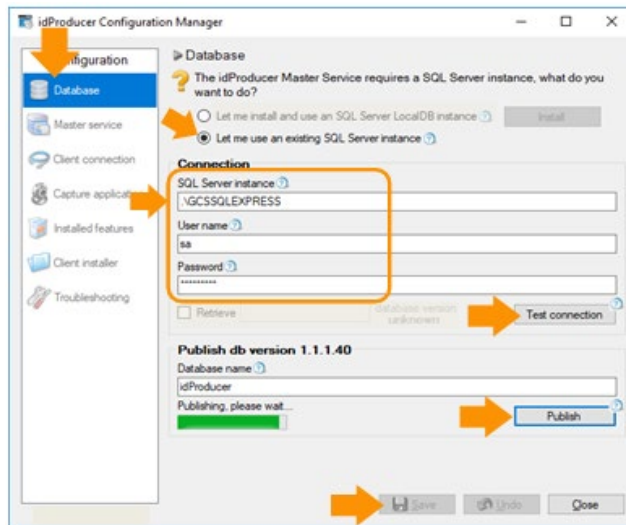 idProducer Configuration Manager
Configuration
Database
Master service
Client connection
Capture application
Installed features
Client installer
Troubleshooting
Database
The idProducer Master Service requires a SQL Server instance, what do you
want to do?
Let me install and use an SQL Server LocalDB instance
Install
Let me use an existing SQL Server instance
Connection
SQL Server instance
.\GCSSQLEXPRESS
User name
sa
Password
*********
Retrieve
database version
unknown
Test connection
Publish db version 1.1.1.40
Database name
idProducer
Publishing, please wait...
Publish
Save
Undo
Close